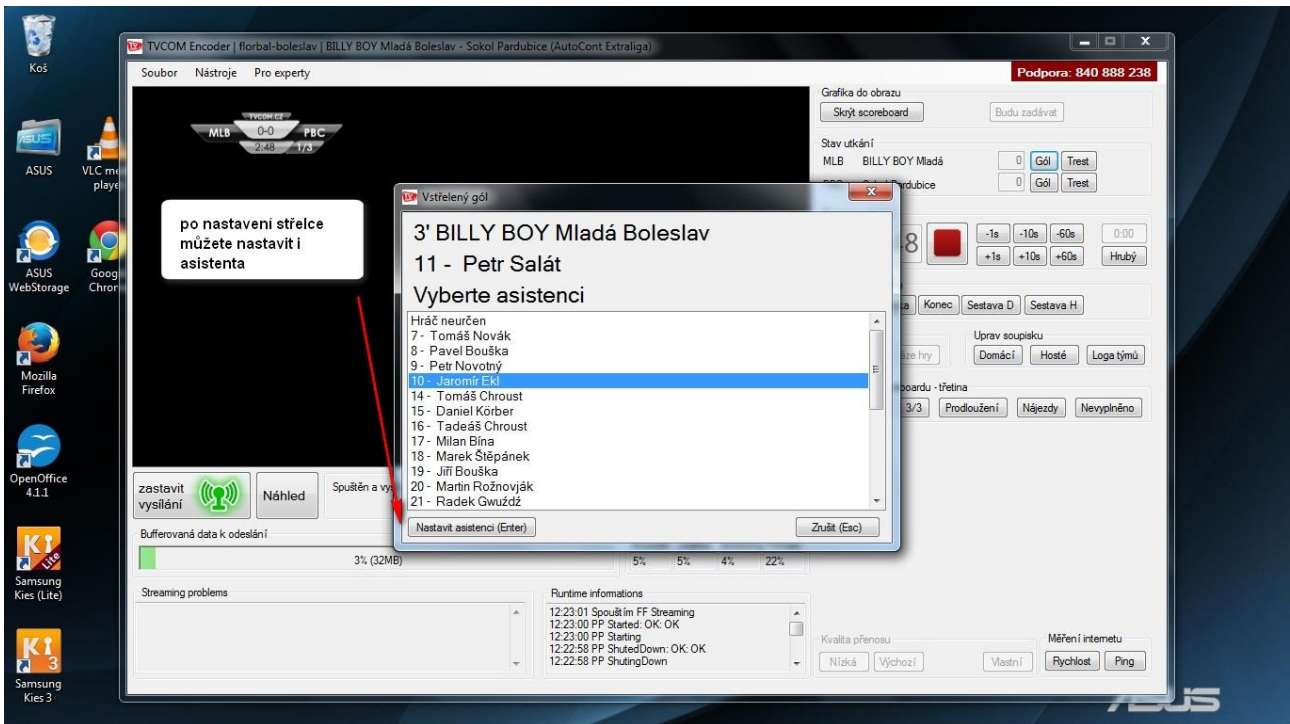 Koš
ASUS
VLC me
playe
ASUS
WebStorage
Goog
Chron
Mozilla
Firefox
OpenOffice
4.1.1
Samsung
Kies (Lite)
Samsung
Kies 3
TVCOM Encoder | florbal-boleslav | BILLY BOY Mladá Boleslav - Sokol Pardubice (AutoCont Extraliga)
Soubor Nástroje Pro experty
Podpora: 840 888 238
TVCOM.CZ
MLB 0-0 PBC
2:48 1/3
po nastavení střelce
můžete nastavit i
asistenta
Grafika do obrazu
Skrýt scoreboard Budu zadávat
Stav utkání
MLB BILLY BOY Mladá 0 Gól Trest
ardubice 0 Gól Trest
8 -1s -10s -60s 0:00
+1s +10s +60s Hrubý
Konec Sestava D Sestava H
Uprav soupisku
Domácí Hosté Loga týmů
boardu - třetina
3/3 Prodloužení Nájezdy Nevyplněno
Vstřelený gól
3' BILLY BOY Mladá Boleslav
11 - Petr Salát
Vyberte asistenci
Hráč neurčen
7 - Tomáš Novák
8 - Pavel Bouška
9 - Petr Novotný
10 - Jaromír Ekl
14 - Tomáš Chroust
15 - Daniel Körber
16 - Tadeáš Chroust
17 - Milan Bína
18 - Marek Štěpánek
19 - Jiří Bouška
20 - Martin Rožnovják
21 - Radek Gwuźdź
Nastavit asistenci (Enter) Zrušit (Esc)
zastavit
vysílání
Náhled
Spuštěn a vys
Bufferovaná data k odeslání
3% (32MB)
5% 5% 4% 22%
Streaming problems
Runtime informations
12:23:01 Spouštím FF Streaming
12:23:00 PP Started: OK: OK
12:23:00 PP Starting
12:22:58 PP ShutedDown: OK: OK
12:22:58 PP ShutingDown
Kvalita přenosu
Nízká Výchozí Vlastní
Měření internetu
Rychlost Ping
ASUS